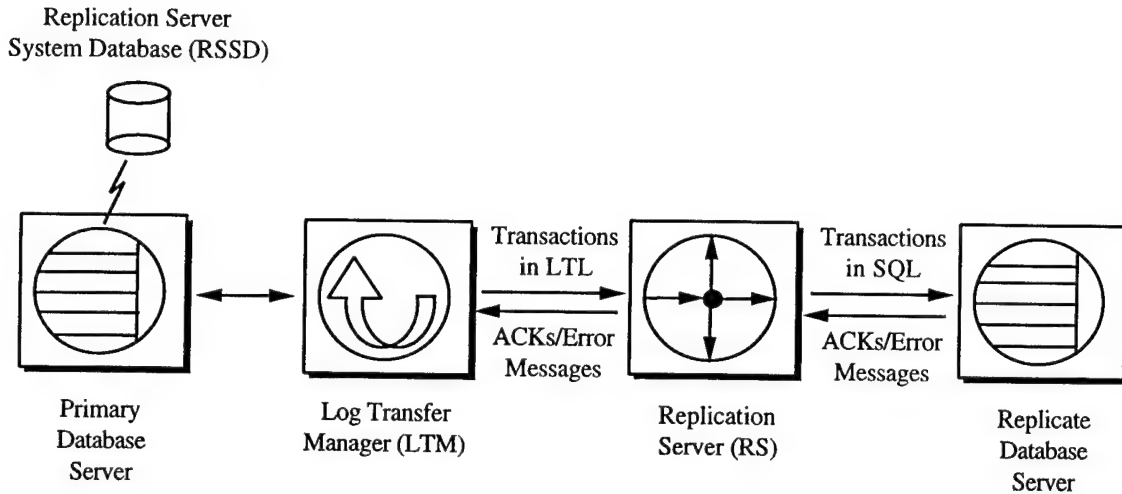 Replication Server
System Database (RSSD)
Transactions
in LTL
ACKs/Error
Messages
Transactions
in SQL
ACKs/Error
Messages
Primary
Database
Server
Log Transfer
Manager (LTM)
Replication
Server (RS)
Replicate
Database
Server